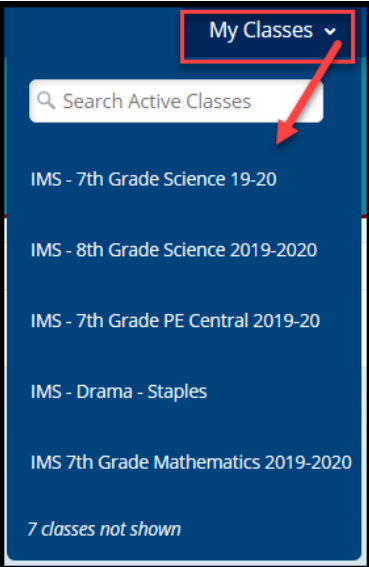 My Classes
Search Active Classes
IMS - 7th Grade Science 19-20
IMS - 8th Grade Science 2019-2020
IMS - 7th Grade PE Central 2019-20
IMS - Drama - Staples
IMS 7th Grade Mathematics 2019-2020
7 classes not shown